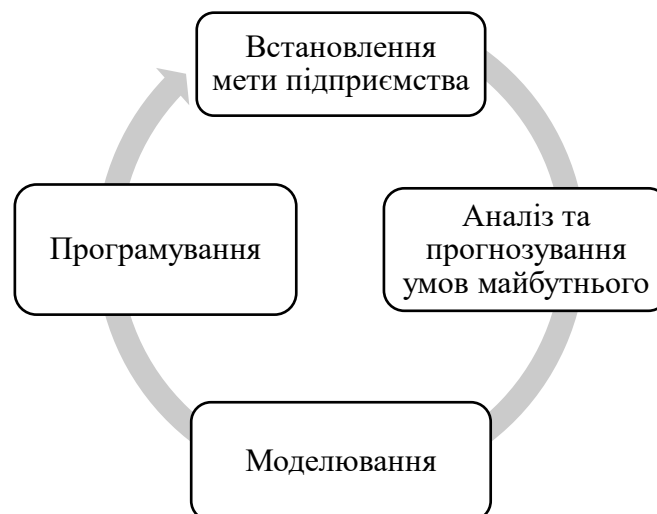 Встановлення
мети підприємства
Аналіз та
прогнозування
умов майбутнього
Моделювання
Програмування